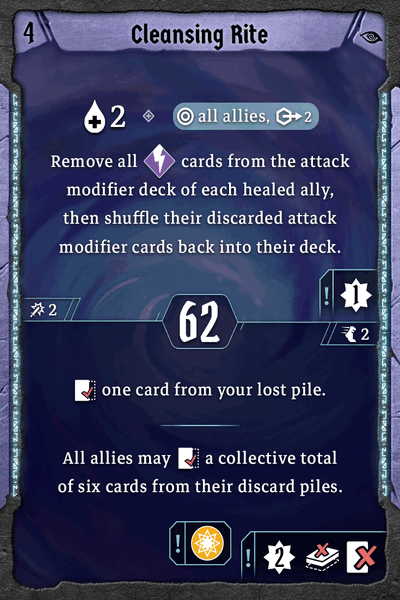 4 Cleansing Rite
2 all allies, 2
Remove all cards from the attack
modifier deck of each healed ally,
then shuffle their discarded attack
modifier cards back into their deck.
! 1
2
62
2
one card from your lost pile.
All allies may a collective total
of six cards from their discard piles.
! ! 2